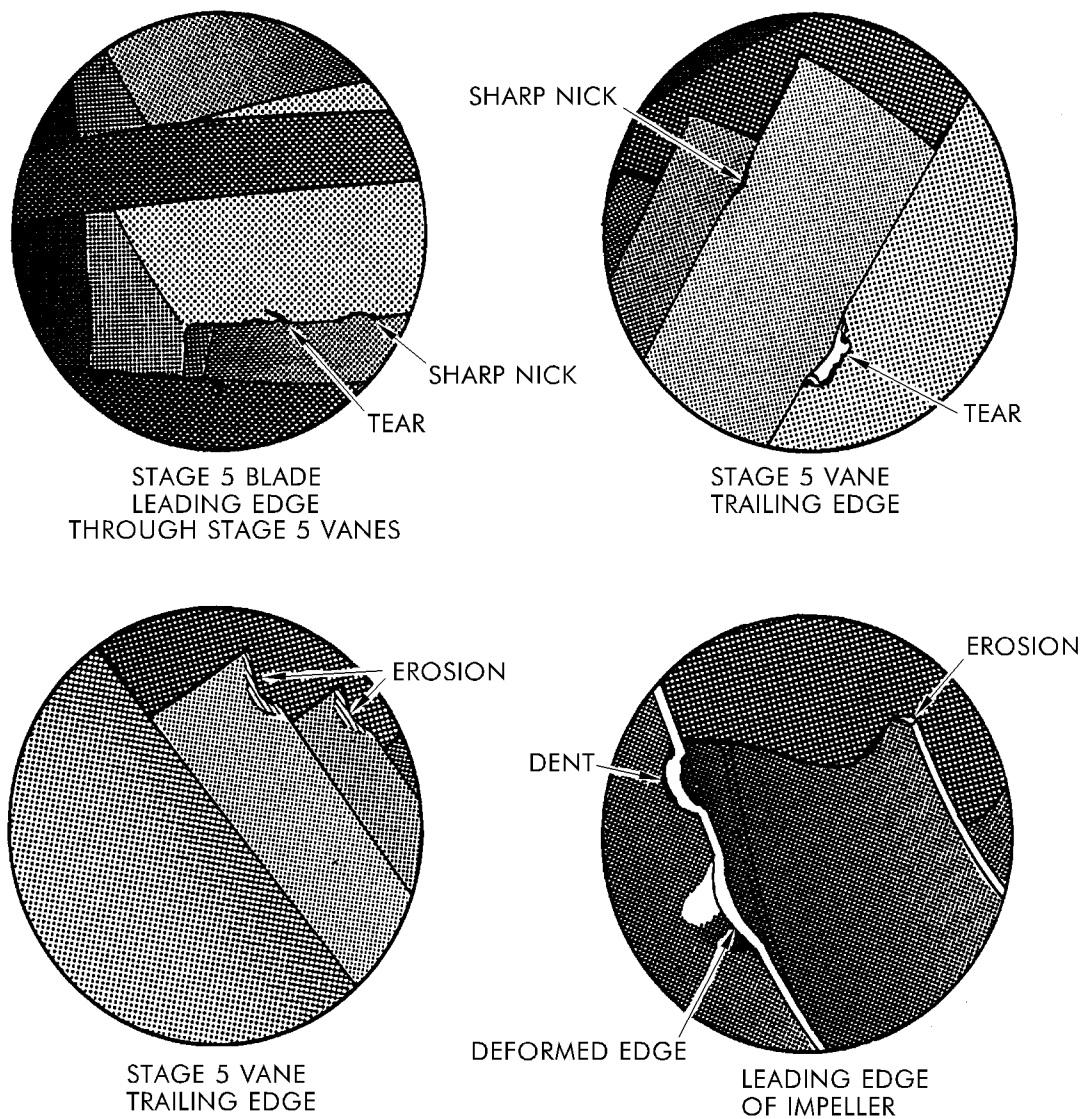 SHARP NICK
TEAR
STAGE 5 BLADE
LEADING EDGE
THROUGH STAGE 5 VANES
SHARP NICK
TEAR
STAGE 5 VANE
TRAILING EDGE
EROSION
STAGE 5 VANE
TRAILING EDGE
EROSION
DENT
DEFORMED EDGE
LEADING EDGE
OF IMPELLER